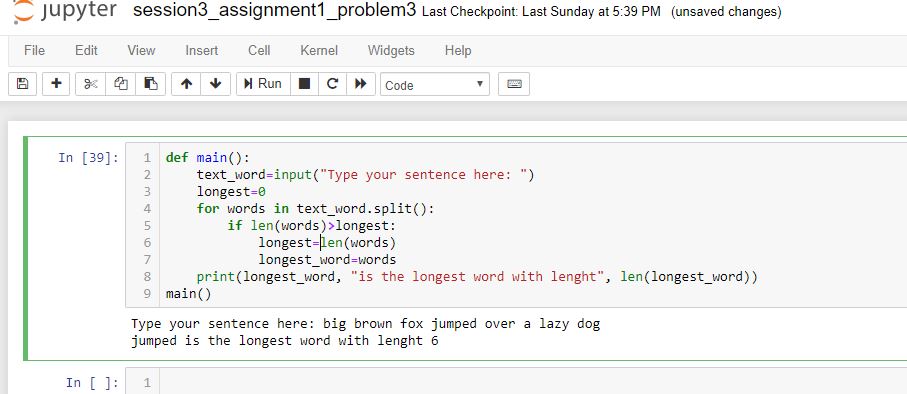 jupyter session3_assignment1_problem3 Last Checkpoint: Last Sunday at 5:39 PM (unsaved changes)
File Edit View Insert Cell Kernel Widgets Help
Run Code
In [39]:
1 def main():
2     text_word=input("Type your sentence here: ")
3     longest=0
4     for words in text_word.split():
5         if len(words)>longest:
6             longest=len(words)
7             longest_word=words
8     print(longest_word, "is the longest word with lenght", len(longest_word))
9 main()
Type your sentence here: big brown fox jumped over a lazy dog
jumped is the longest word with lenght 6
In [ ]: 1